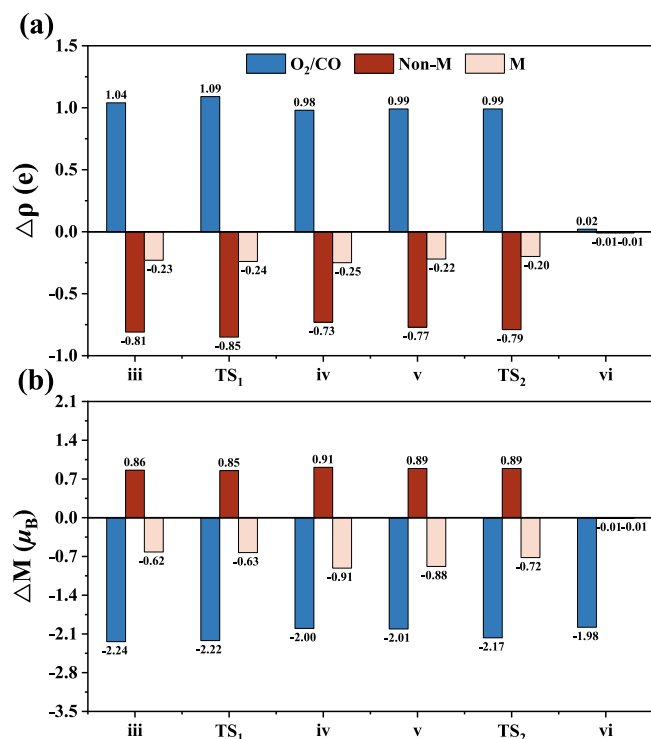 (a)
1.5
O₂/CO Non-M M
1.04 1.09 0.98 0.99 0.99
1.0
0.5
Δρ (e)
0.02
0.0
-0.01 -0.01
-0.23 -0.24 -0.25 -0.22 -0.20
-0.5
-0.81 -0.85 -0.73 -0.77 -0.79
-1.0
iii TS₁ iv v TS₂ vi
(b)
2.1
1.4
0.86 0.85 0.91 0.89 0.89
0.7
0.0
-0.01 -0.01
ΔM (μB)
-0.62 -0.63 -0.91 -0.88 -0.72
-0.7
-1.4
-2.24 -2.22 -2.00 -2.01 -2.17 -1.98
-2.1
-2.8
-3.5
iii TS₁ iv v TS₂ vi